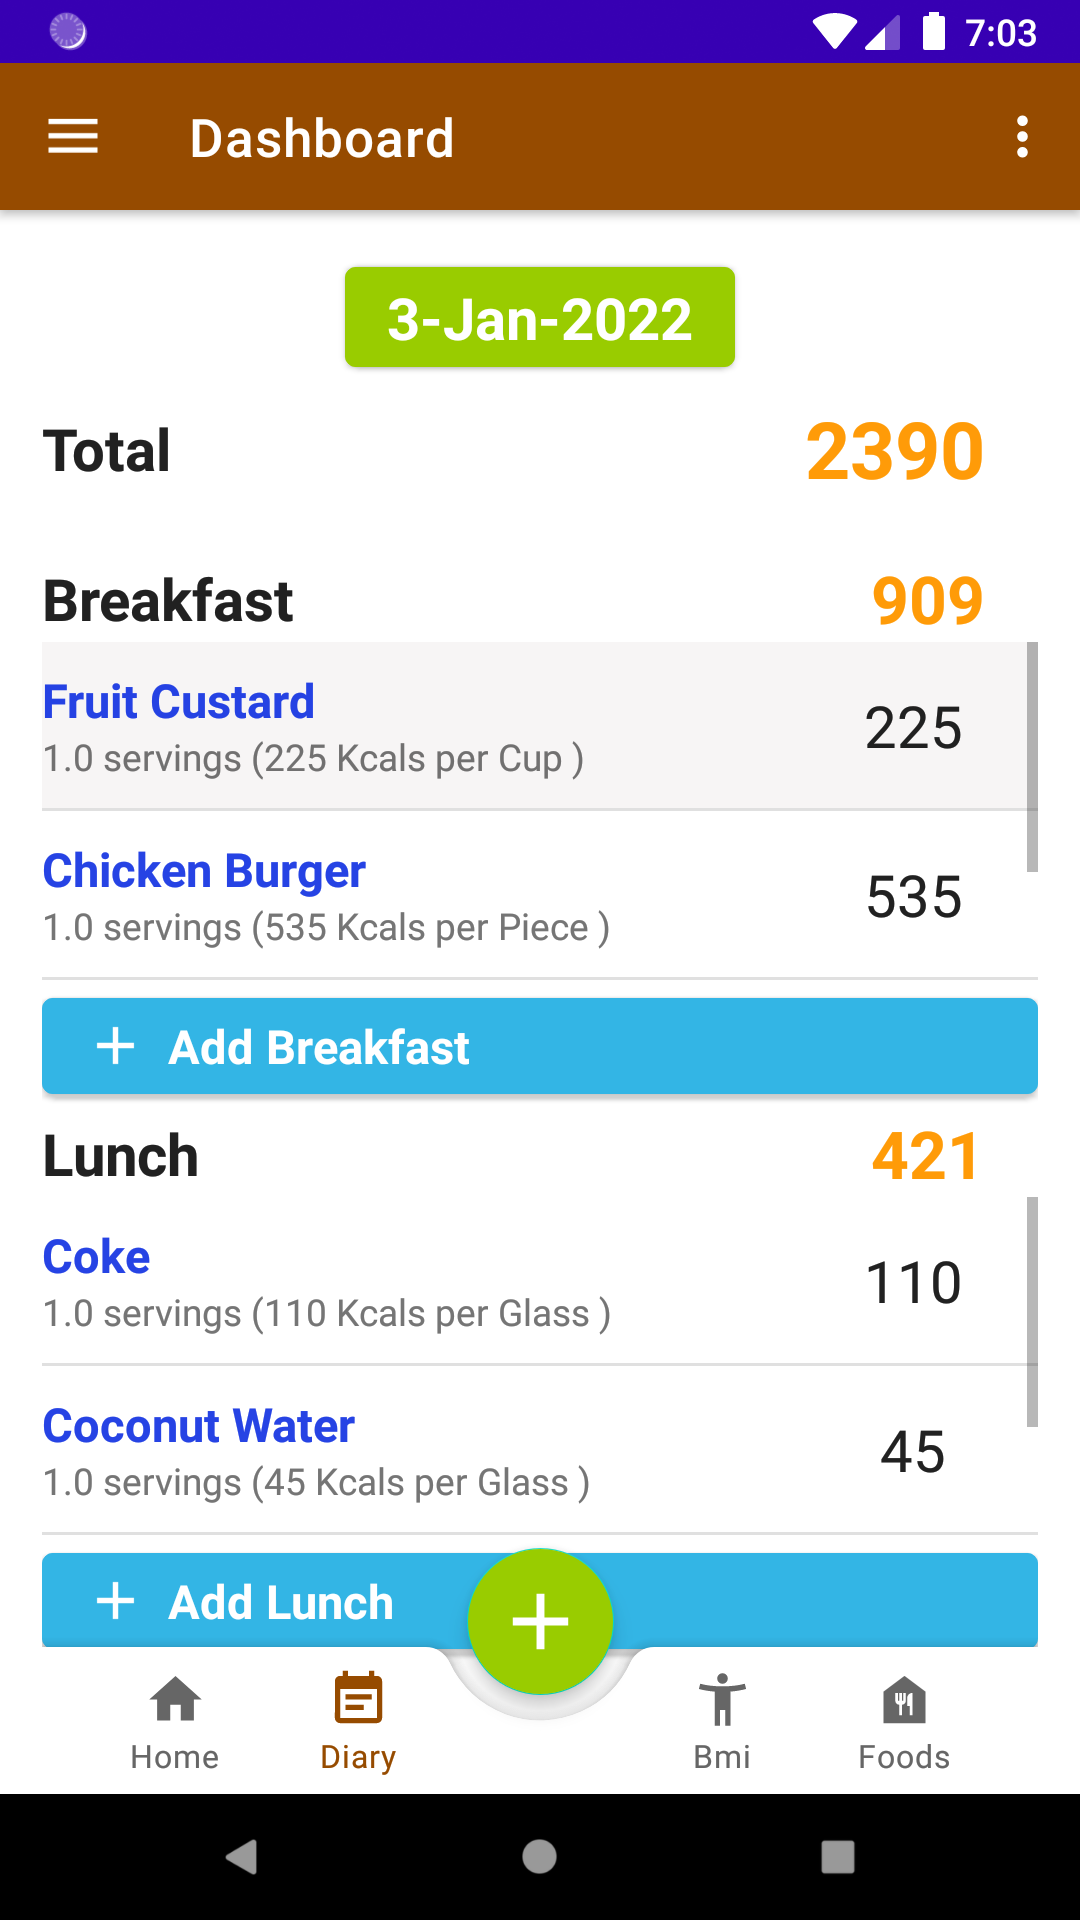 7:03
Dashboard
3-Jan-2022
Total 2390
Breakfast 909
Fruit Custard
1.0 servings (225 Kcals per Cup ) 225
Chicken Burger
1.0 servings (535 Kcals per Piece ) 535
+ Add Breakfast
Lunch 421
Coke
1.0 servings (110 Kcals per Glass ) 110
Coconut Water
1.0 servings (45 Kcals per Glass ) 45
+ Add Lunch
Home Diary Bmi Foods